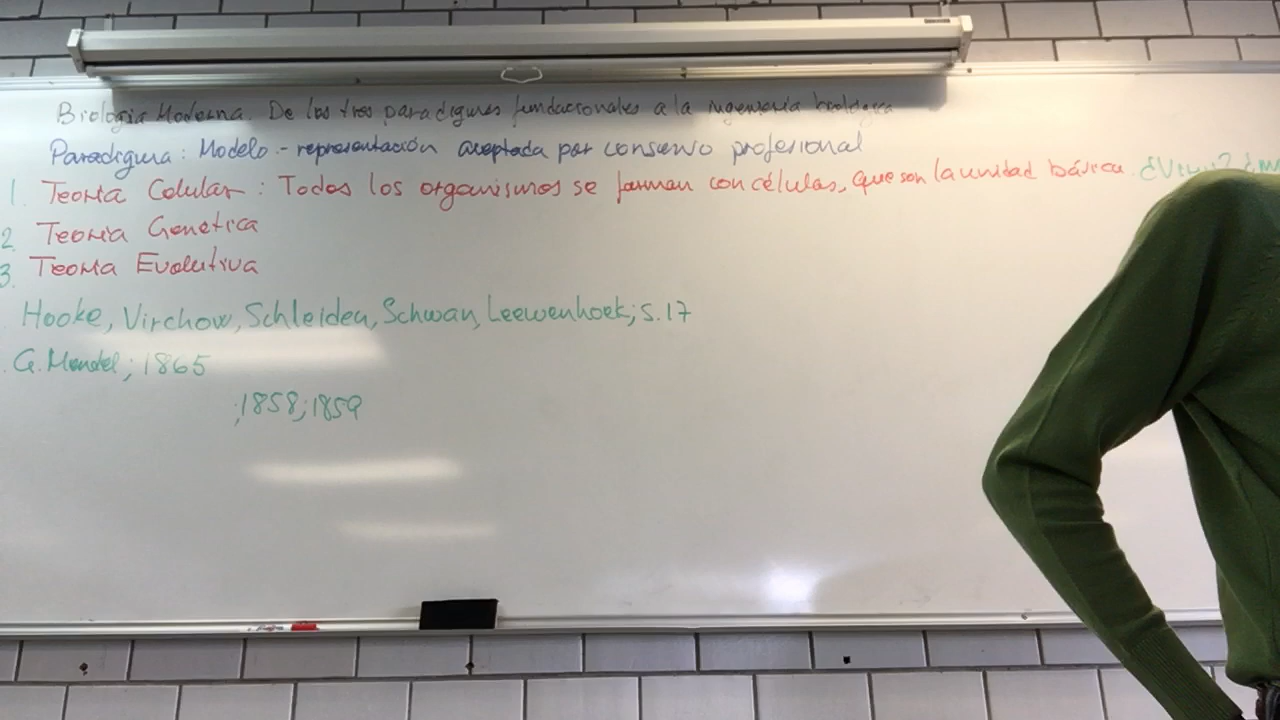 Biología Moderna. De los tres paradigmas fundacionales a la ingeniería biológica
Paradigma: Modelo - representación aceptada por consenso profesional
1. Teoría Celular: Todos los organismos se forman con células, que son la unidad básica. ¿Virus?
2. Teoría Genética
3. Teoría Evolutiva
Hooke, Virchow, Schleiden, Schwan, Leewenhoek; S.17
G. Mendel; 1865
;1858;1859